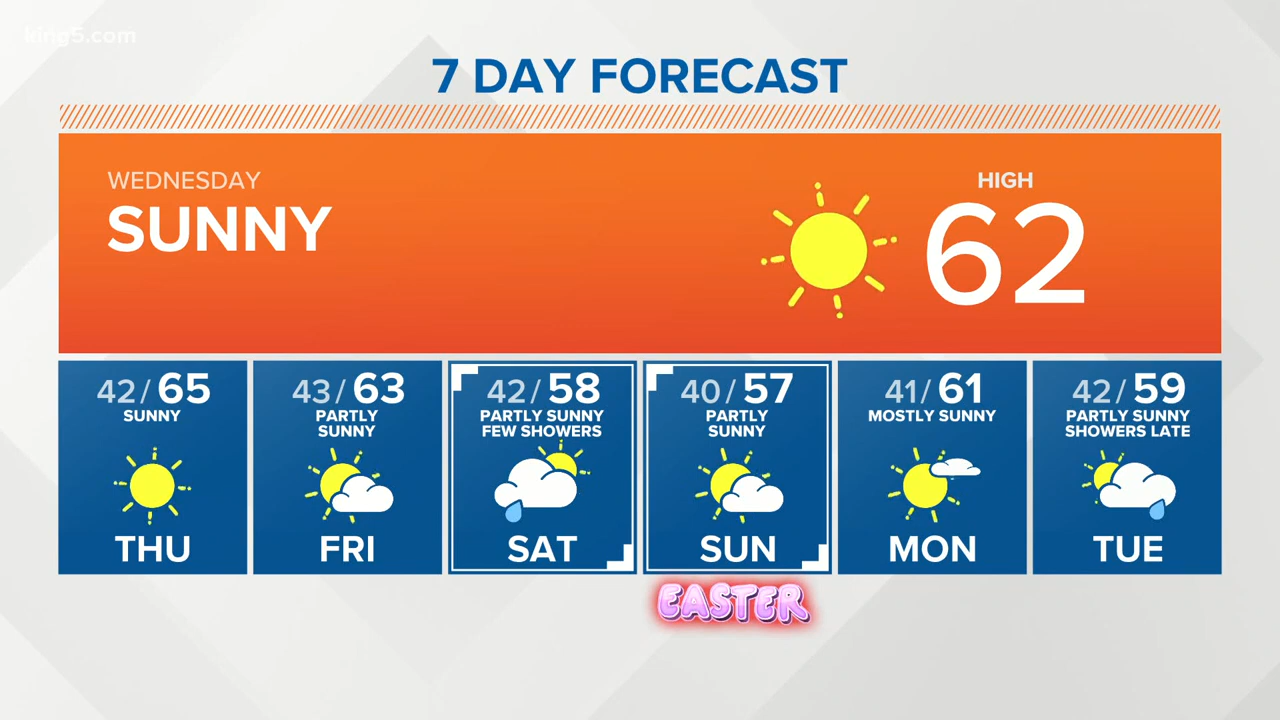 king5.com
7 DAY FORECAST
WEDNESDAY
SUNNY
HIGH
62
42/65
SUNNY
THU
43/63
PARTLY
SUNNY
FRI
42/58
PARTLY SUNNY
FEW SHOWERS
SAT
40/57
PARTLY
SUNNY
SUN
EASTER
41/61
MOSTLY SUNNY
MON
42/59
PARTLY SUNNY
SHOWERS LATE
TUE